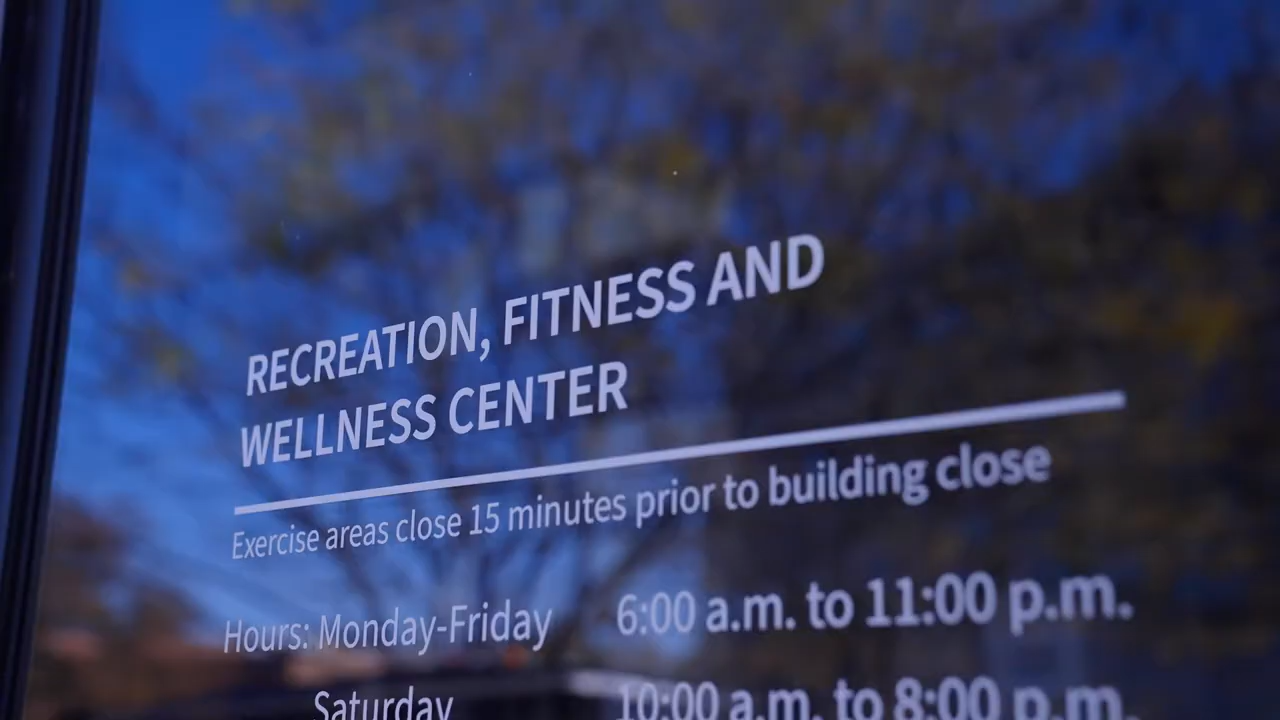 RECREATION, FITNESS AND
WELLNESS CENTER
Exercise areas close 15 minutes prior to building close
Hours: Monday-Friday 6:00 a.m. to 11:00 p.m.
Saturday 10:00 a.m. to 8:00 p.m.